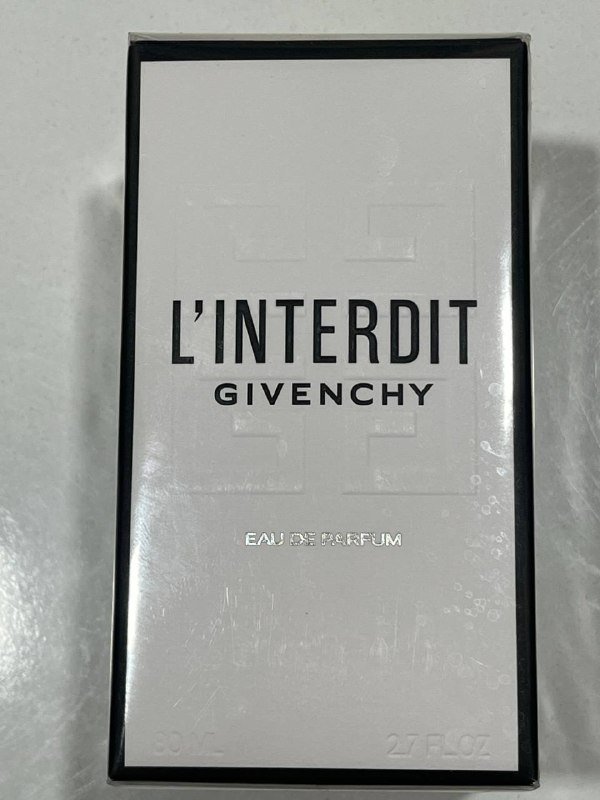 L'INTERDIT
GIVENCHY
EAU DE PARFUM
80 ML 2.7 FL.OZ